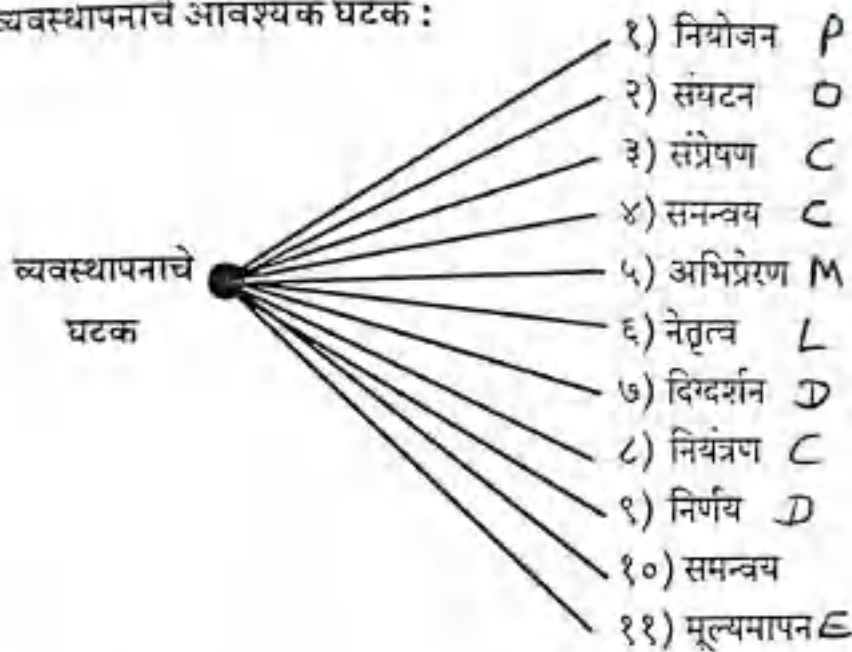 व्यवस्थापनाचे आवश्यक घटक :
१) नियोजन P
२) संघटन O
३) संप्रेषण C
४) समन्वय C
व्यवस्थापनाचे घटक
५) अभिप्रेरण M
६) नेतृत्व L
७) दिग्दर्शन D
८) नियंत्रण C
९) निर्णय D
१०) समन्वय
११) मूल्यमापन E